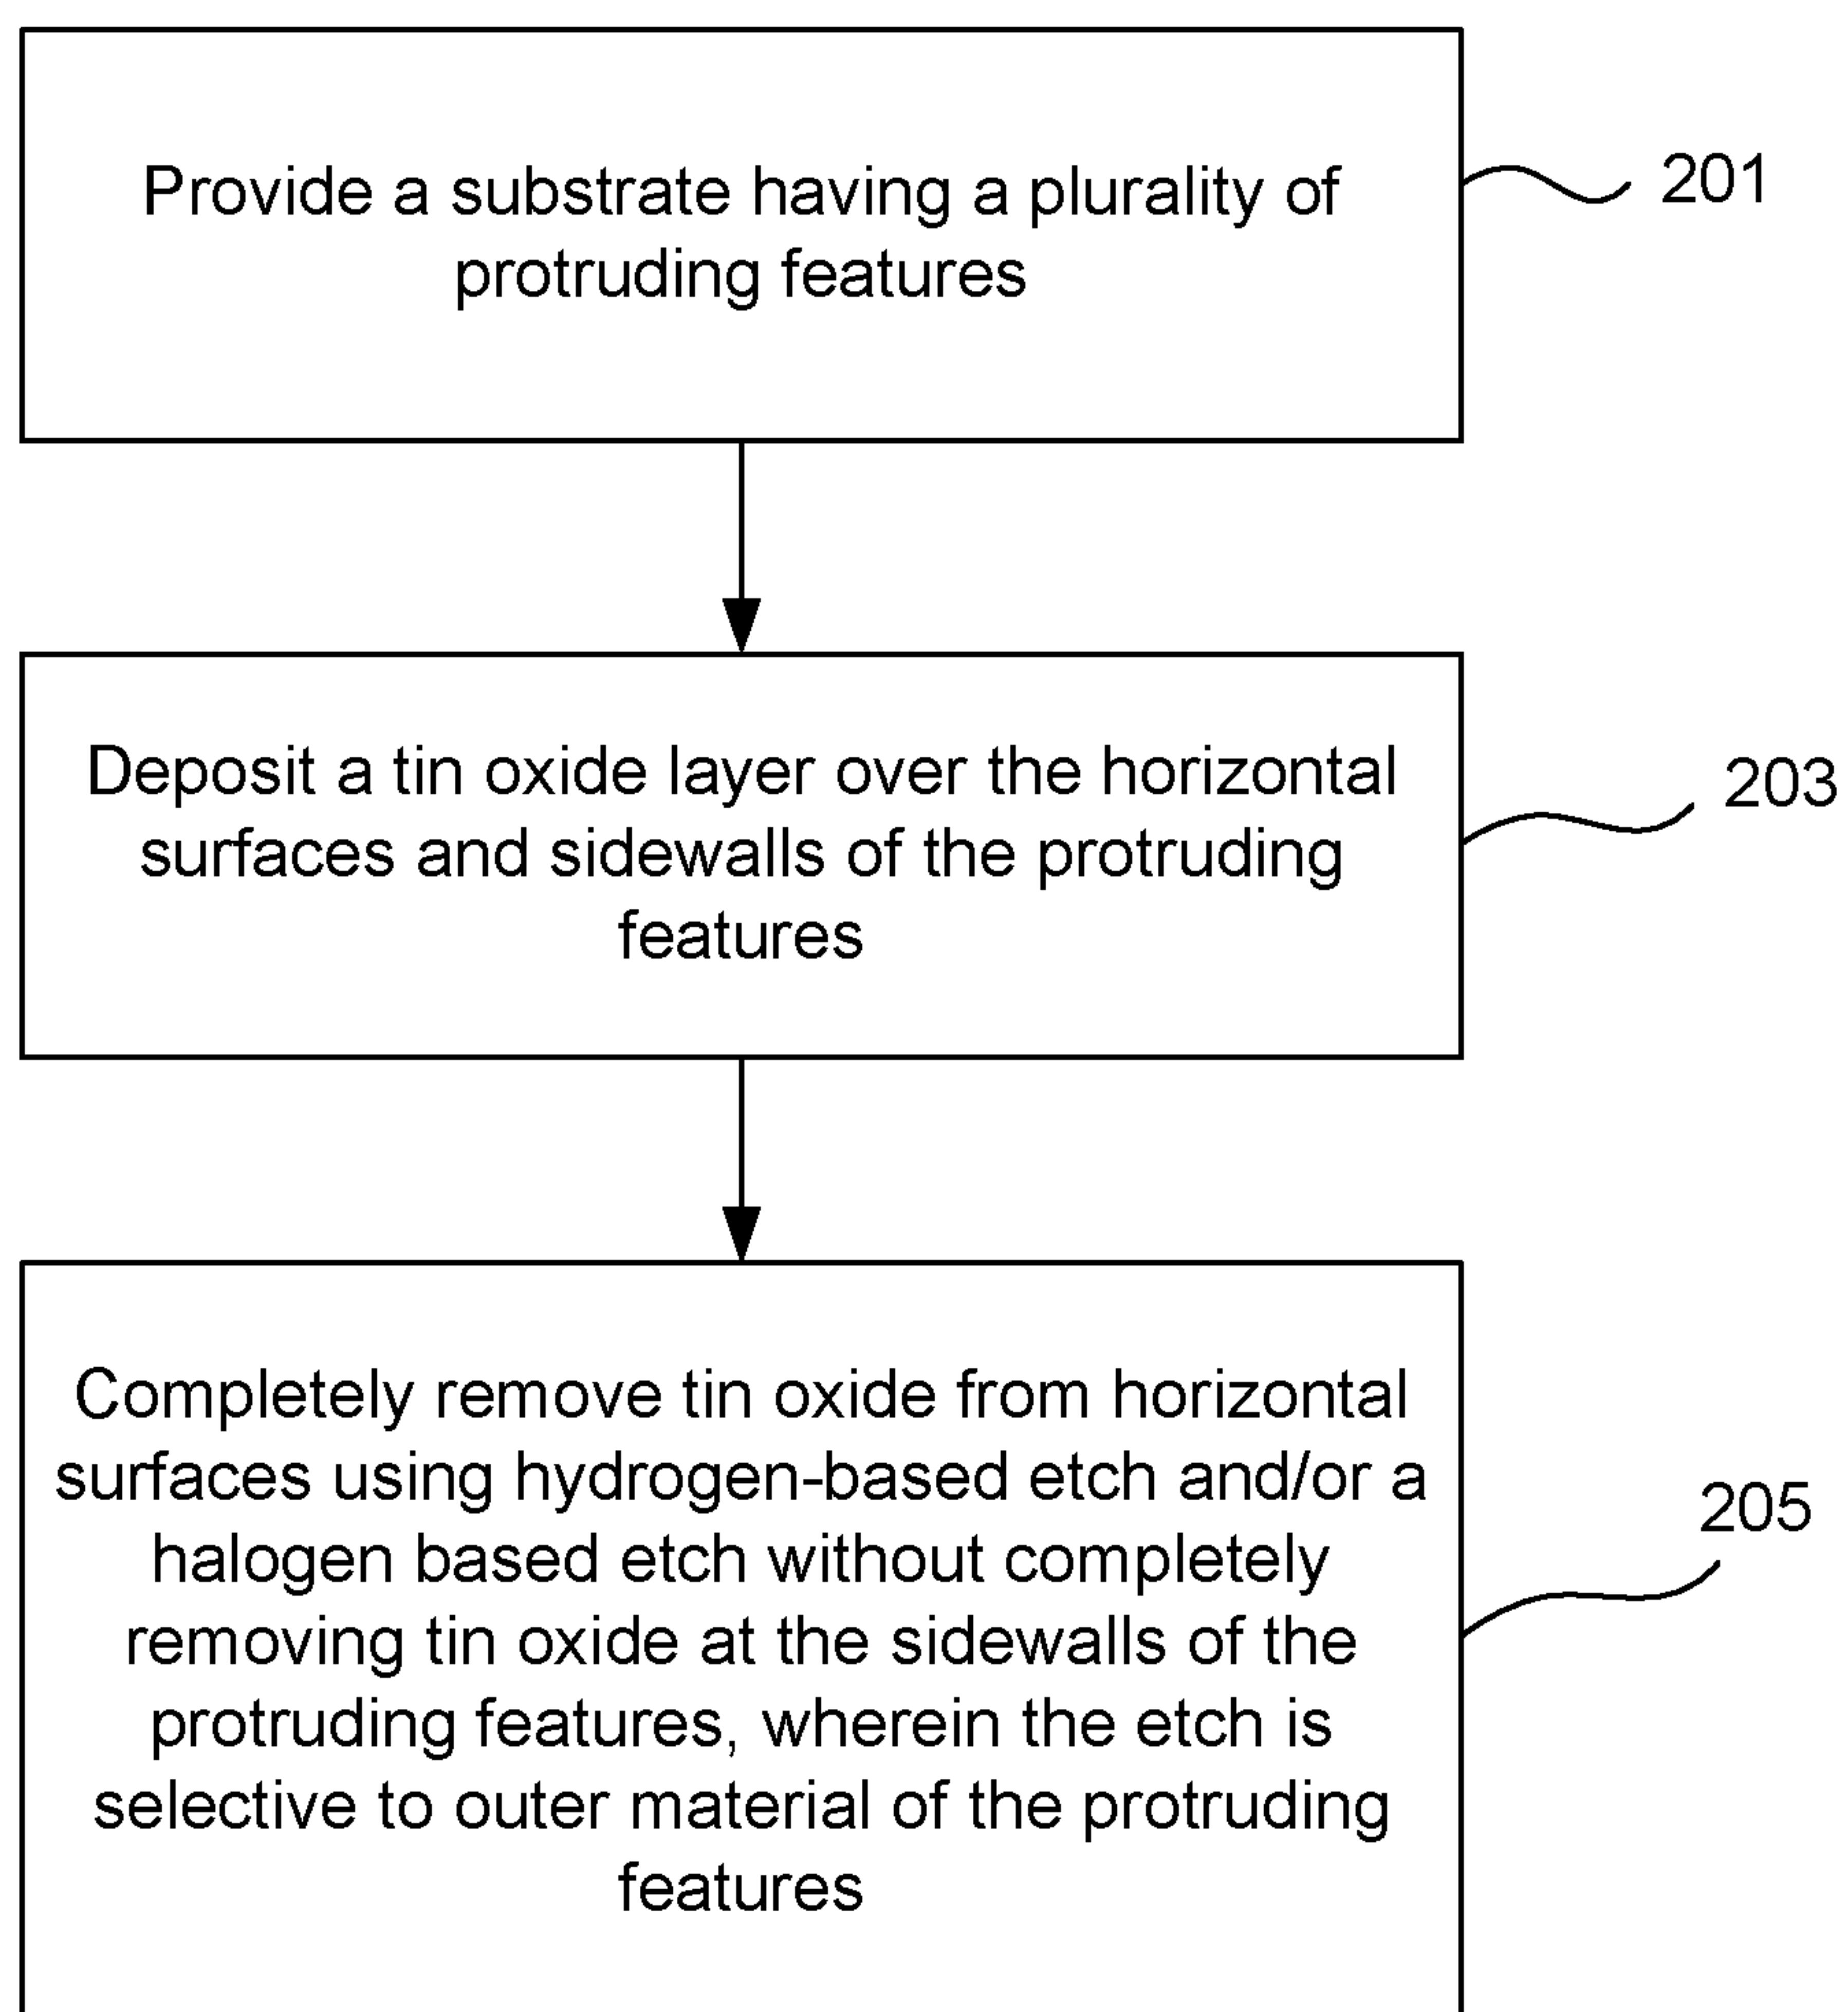 Provide a substrate having a plurality of
protruding features
201
Deposit a tin oxide layer over the horizontal
surfaces and sidewalls of the protruding
features
203
Completely remove tin oxide from horizontal
surfaces using hydrogen-based etch and/or a
halogen based etch without completely
removing tin oxide at the sidewalls of the
protruding features, wherein the etch is
selective to outer material of the protruding
features
205